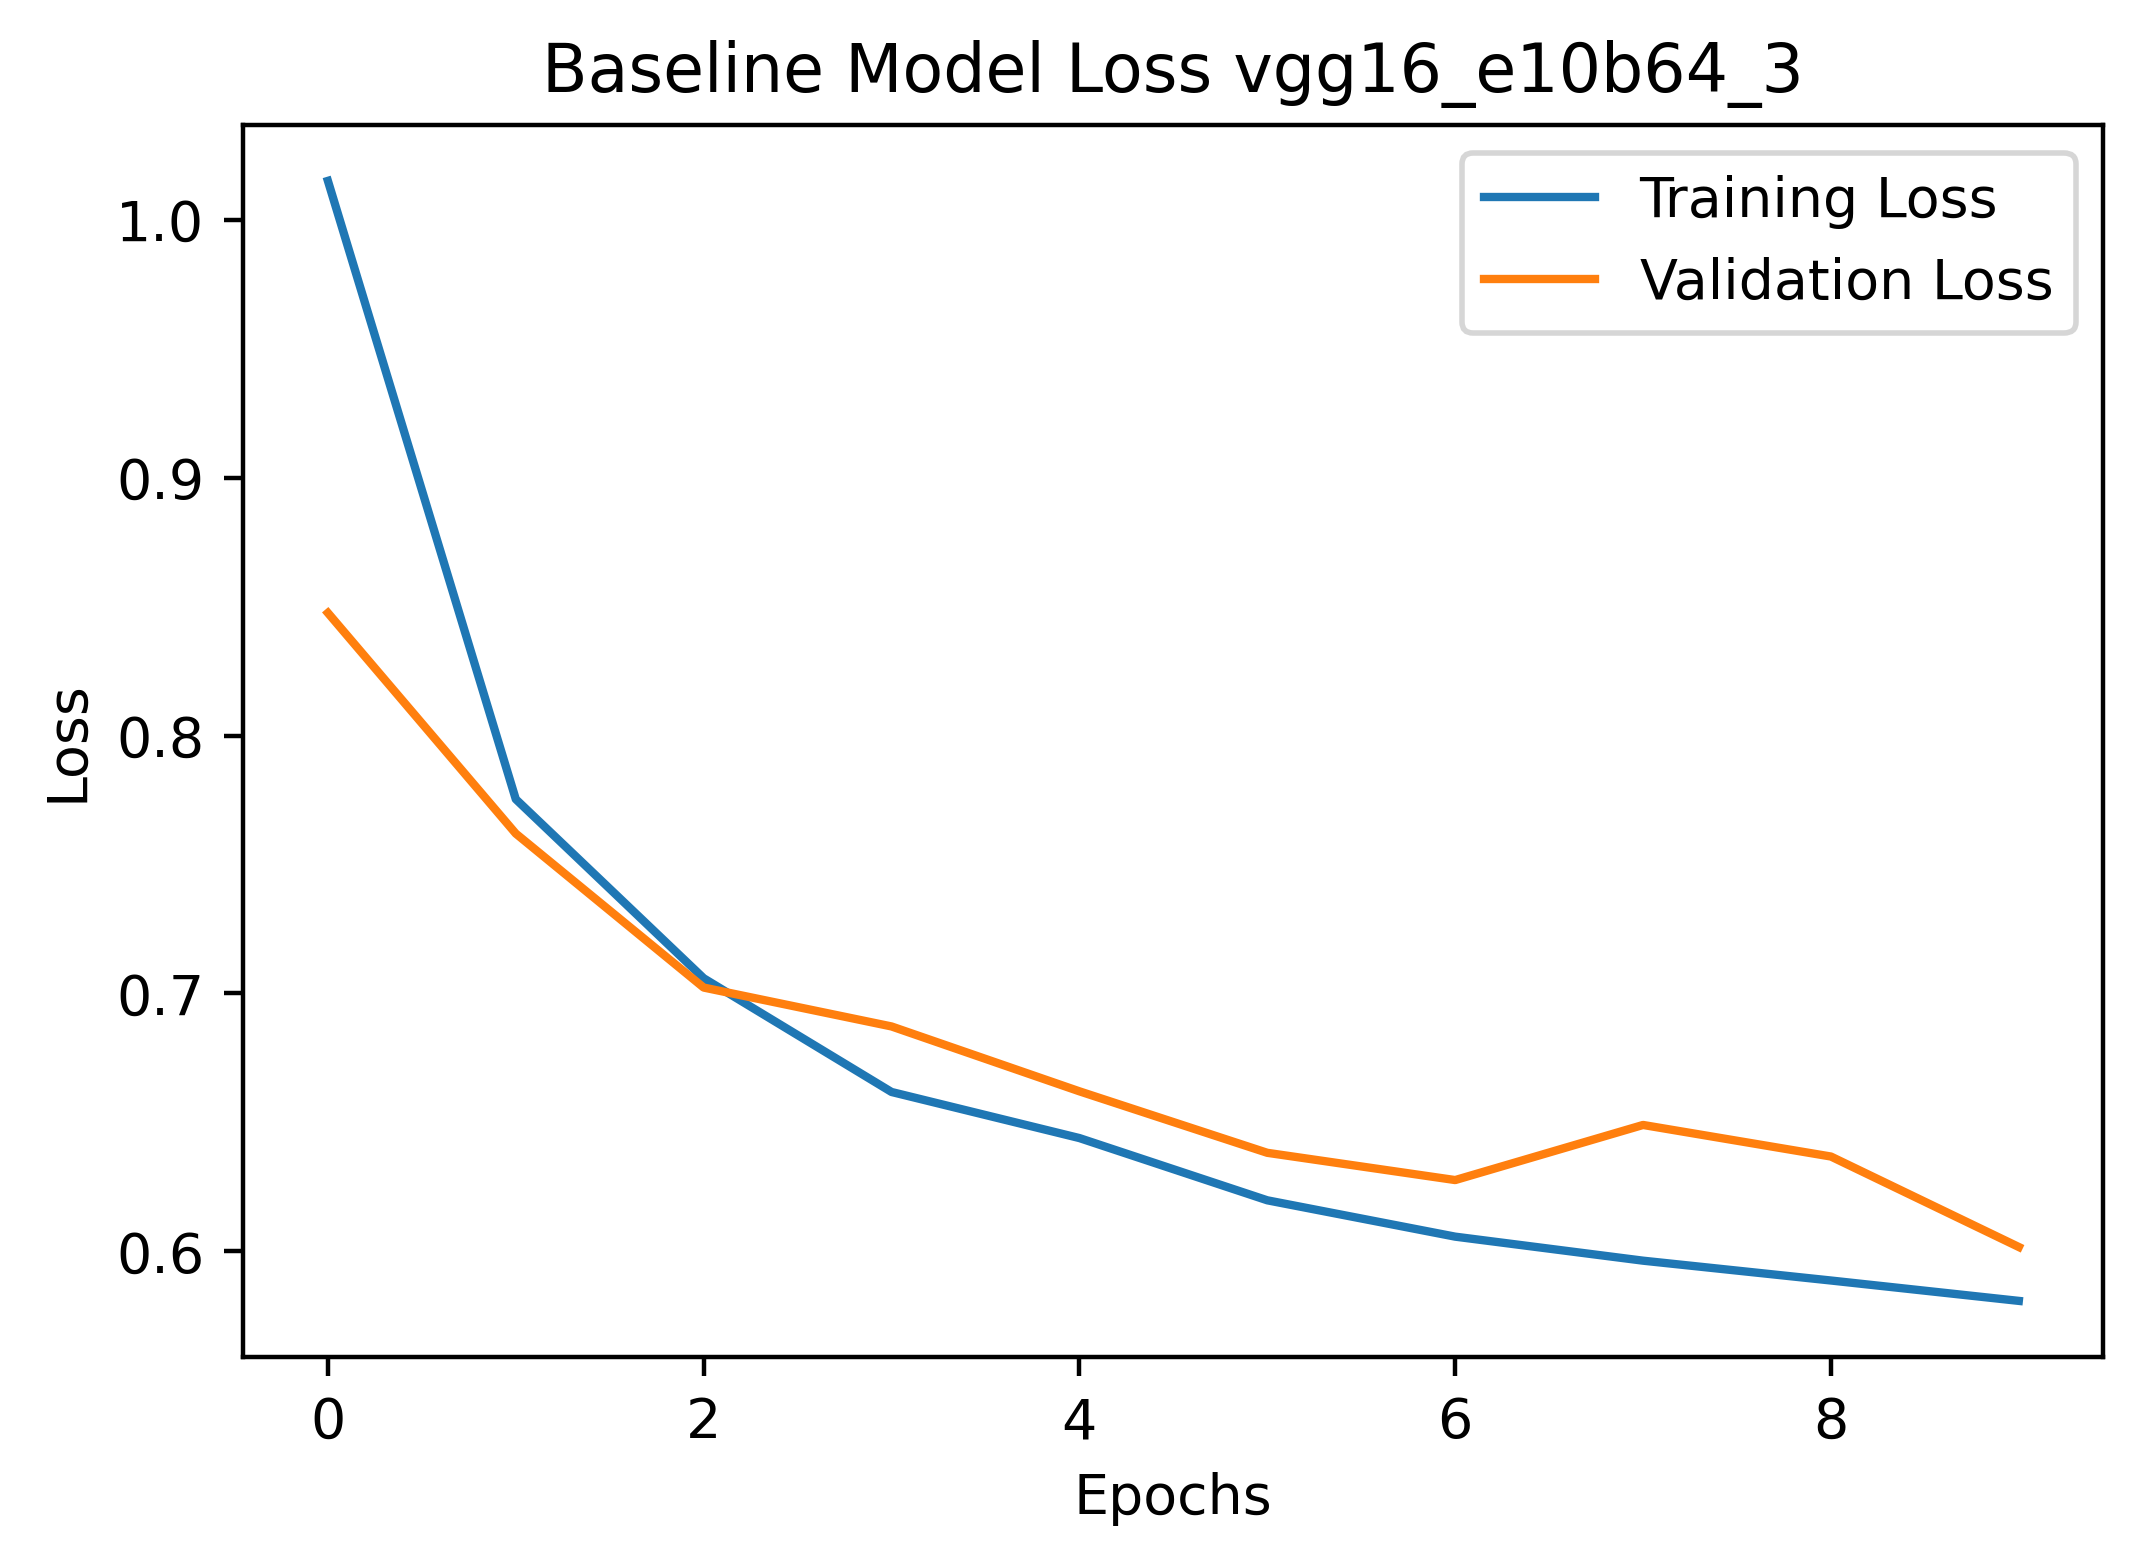 Baseline Model Loss vgg16_e10b64_3
Training Loss
Validation Loss
1.0
0.9
0.8
0.7
0.6
Loss
0 2 4 6 8
Epochs